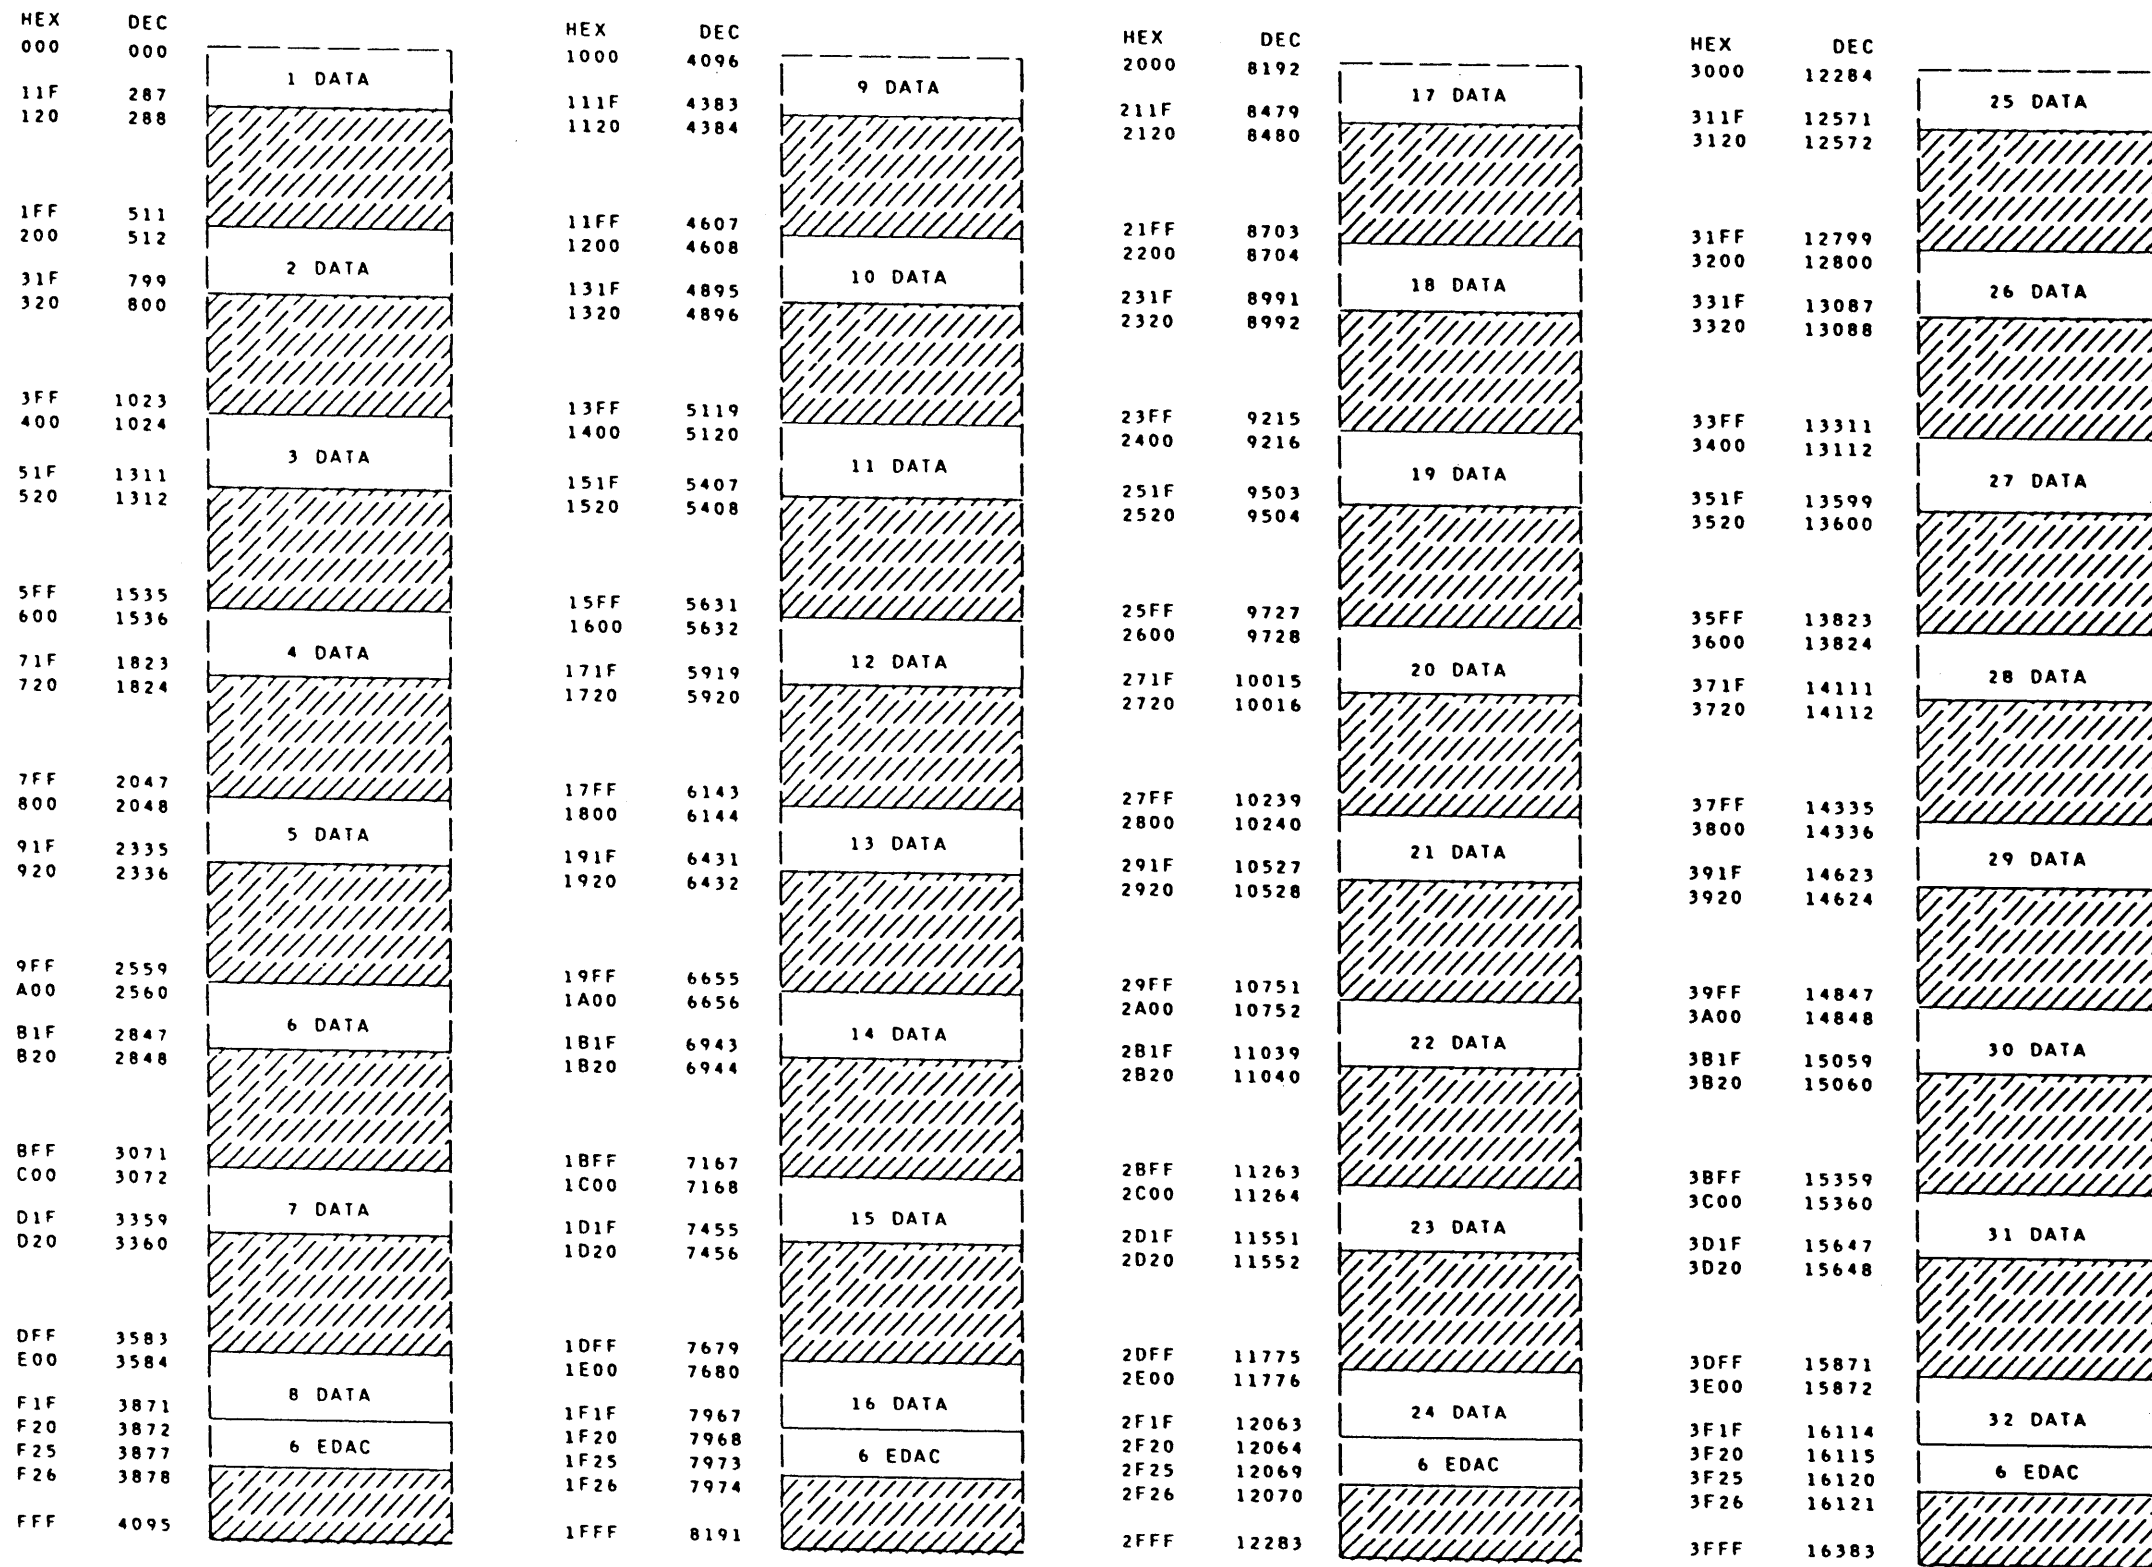 HEX DEC
000 000
1 DATA
11F 287
120 288
1FF 511
200 512
2 DATA
31F 799
320 800
3FF 1023
400 1024
3 DATA
51F 1311
520 1312
5FF 1535
600 1536
4 DATA
71F 1823
720 1824
7FF 2047
800 2048
5 DATA
91F 2335
920 2336
9FF 2559
A00 2560
6 DATA
B1F 2847
B20 2848
BFF 3071
C00 3072
7 DATA
D1F 3359
D20 3360
DFF 3583
E00 3584
8 DATA
F1F 3871
F20 3872
6 EDAC
F25 3877
F26 3878
FFF 4095
HEX DEC
1000 4096
9 DATA
111F 4383
1120 4384
11FF 4607
1200 4608
10 DATA
131F 4895
1320 4896
13FF 5119
1400 5120
11 DATA
151F 5407
1520 5408
15FF 5631
1600 5632
12 DATA
171F 5919
1720 5920
17FF 6143
1800 6144
13 DATA
191F 6431
1920 6432
19FF 6655
1A00 6656
14 DATA
1B1F 6943
1B20 6944
1BFF 7167
1C00 7168
15 DATA
1D1F 7455
1D20 7456
1DFF 7679
1E00 7680
16 DATA
1F1F 7967
1F20 7968
6 EDAC
1F25 7973
1F26 7974
1FFF 8191
HEX DEC
2000 8192
17 DATA
211F 8479
2120 8480
21FF 8703
2200 8704
18 DATA
231F 8991
2320 8992
23FF 9215
2400 9216
19 DATA
251F 9503
2520 9504
25FF 9727
2600 9728
20 DATA
271F 10015
2720 10016
27FF 10239
2800 10240
21 DATA
291F 10527
2920 10528
29FF 10751
2A00 10752
22 DATA
2B1F 11039
2B20 11040
2BFF 11263
2C00 11264
23 DATA
2D1F 11551
2D20 11552
2DFF 11775
2E00 11776
24 DATA
2F1F 12063
2F20 12064
6 EDAC
2F25 12069
2F26 12070
2FFF 12283
HEX DEC
3000 12284
25 DATA
311F 12571
3120 12572
31FF 12799
3200 12800
26 DATA
331F 13087
3320 13088
33FF 13311
3400 13112
27 DATA
351F 13599
3520 13600
35FF 13823
3600 13824
28 DATA
371F 14111
3720 14112
37FF 14335
3800 14336
29 DATA
391F 14623
3920 14624
39FF 14847
3A00 14848
30 DATA
3B1F 15059
3B20 15060
3BFF 15359
3C00 15360
31 DATA
3D1F 15647
3D20 15648
3DFF 15871
3E00 15872
32 DATA
3F1F 16114
3F20 16115
6 EDAC
3F25 16120
3F26 16121
3FFF 16383